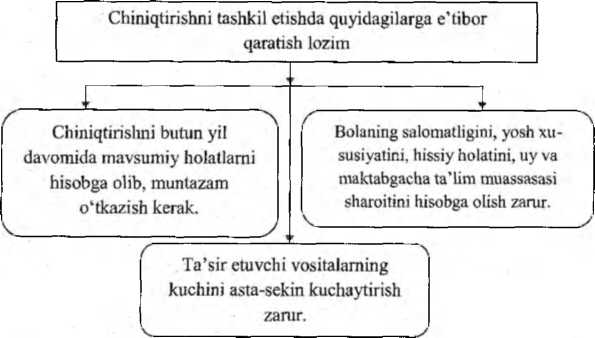 Chiniqtirishni tashkil etishda quyidagilarga e’tibor
qaratish lozim
Chiniqtirishni butun yil
davomida mavsumiy holatlarni
hisobga olib, muntazam
o‘tkazish kerak.
Bolaning salomatligini, yosh xu-
susiyatini, hissiy holatini, uy va
maktabgacha ta’lim muassasasi
sharoitini hisobga olish zarur.
Ta’sir etuvchi vositalarning
kuchini asta-sekin kuchaytirish
zarur.